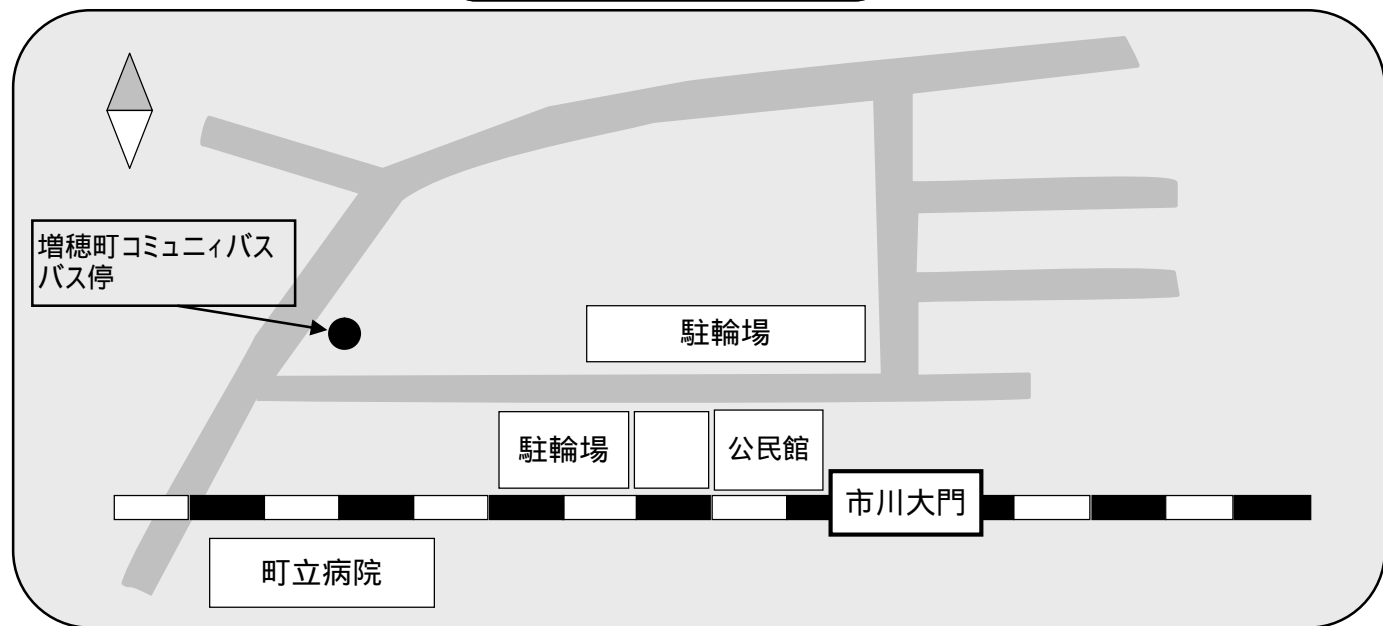 増穂町コミュニィバス
バス停
駐輪場
駐輪場
公民館
市川大門
町立病院